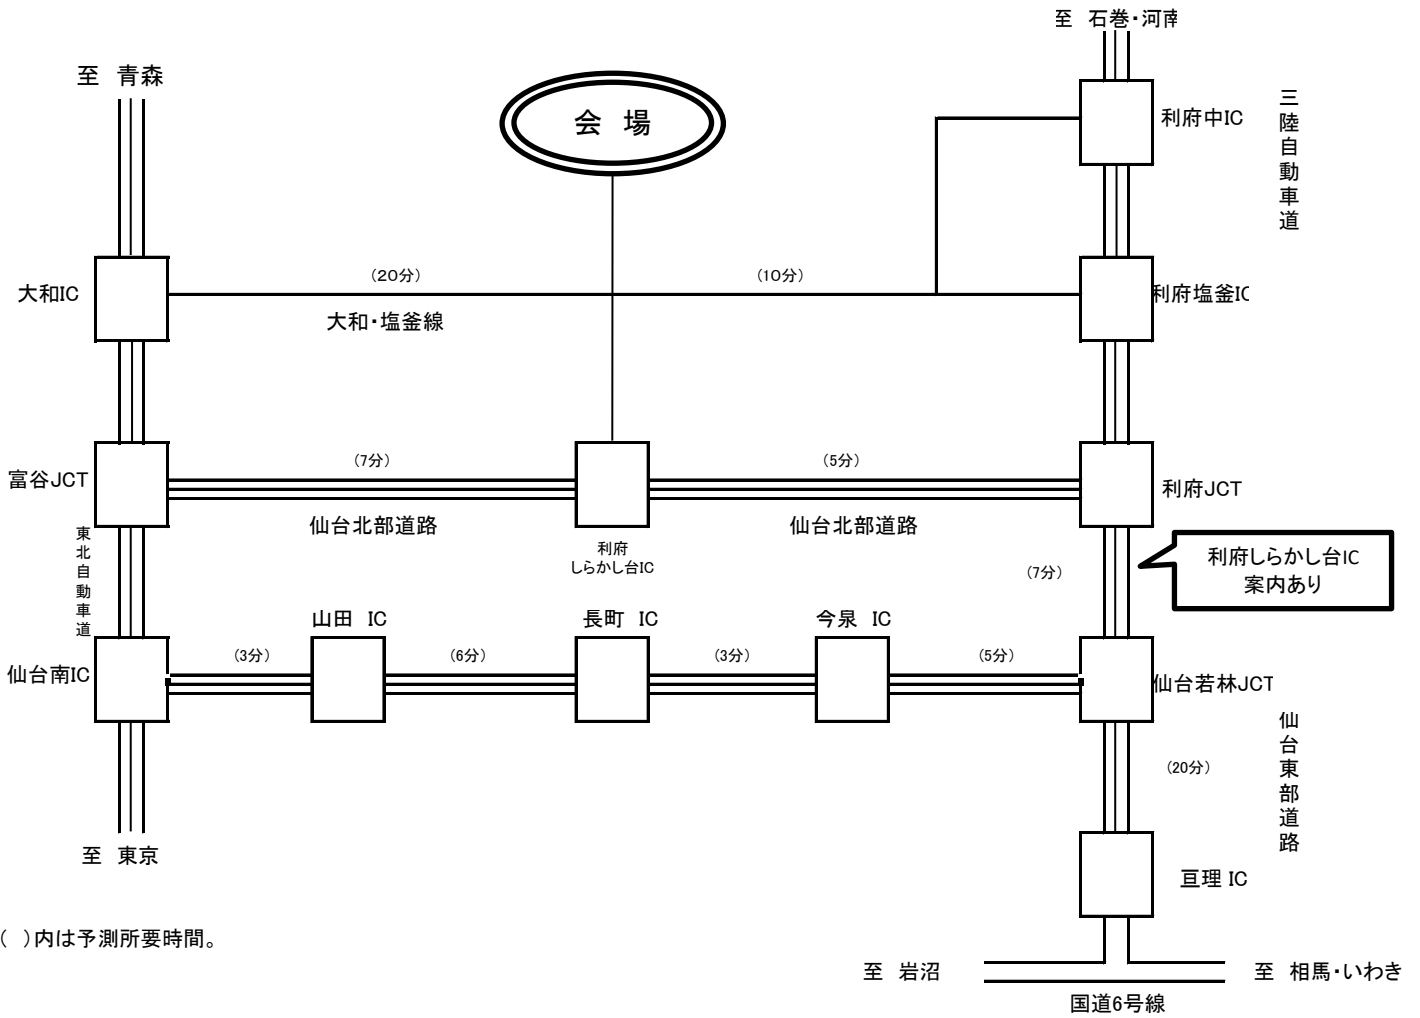 至 石巻・河南
至 青森
会 場
利府中IC
三陸自動車道
大和IC
(20分)
(10分)
利府塩釜IC
大和・塩釜線
富谷JCT
(7分)
(5分)
利府JCT
仙台北部道路
仙台北部道路
東北自動車道
利府
しらかし台IC
(7分)
利府しらかし台IC
案内あり
山田 IC
長町 IC
今泉 IC
仙台南IC
(3分)
(6分)
(3分)
(5分)
仙台若林JCT
仙台東部道路
(20分)
至 東京
亘理 IC
( )内は予測所要時間。
至 岩沼
至 相馬・いわき
国道6号線